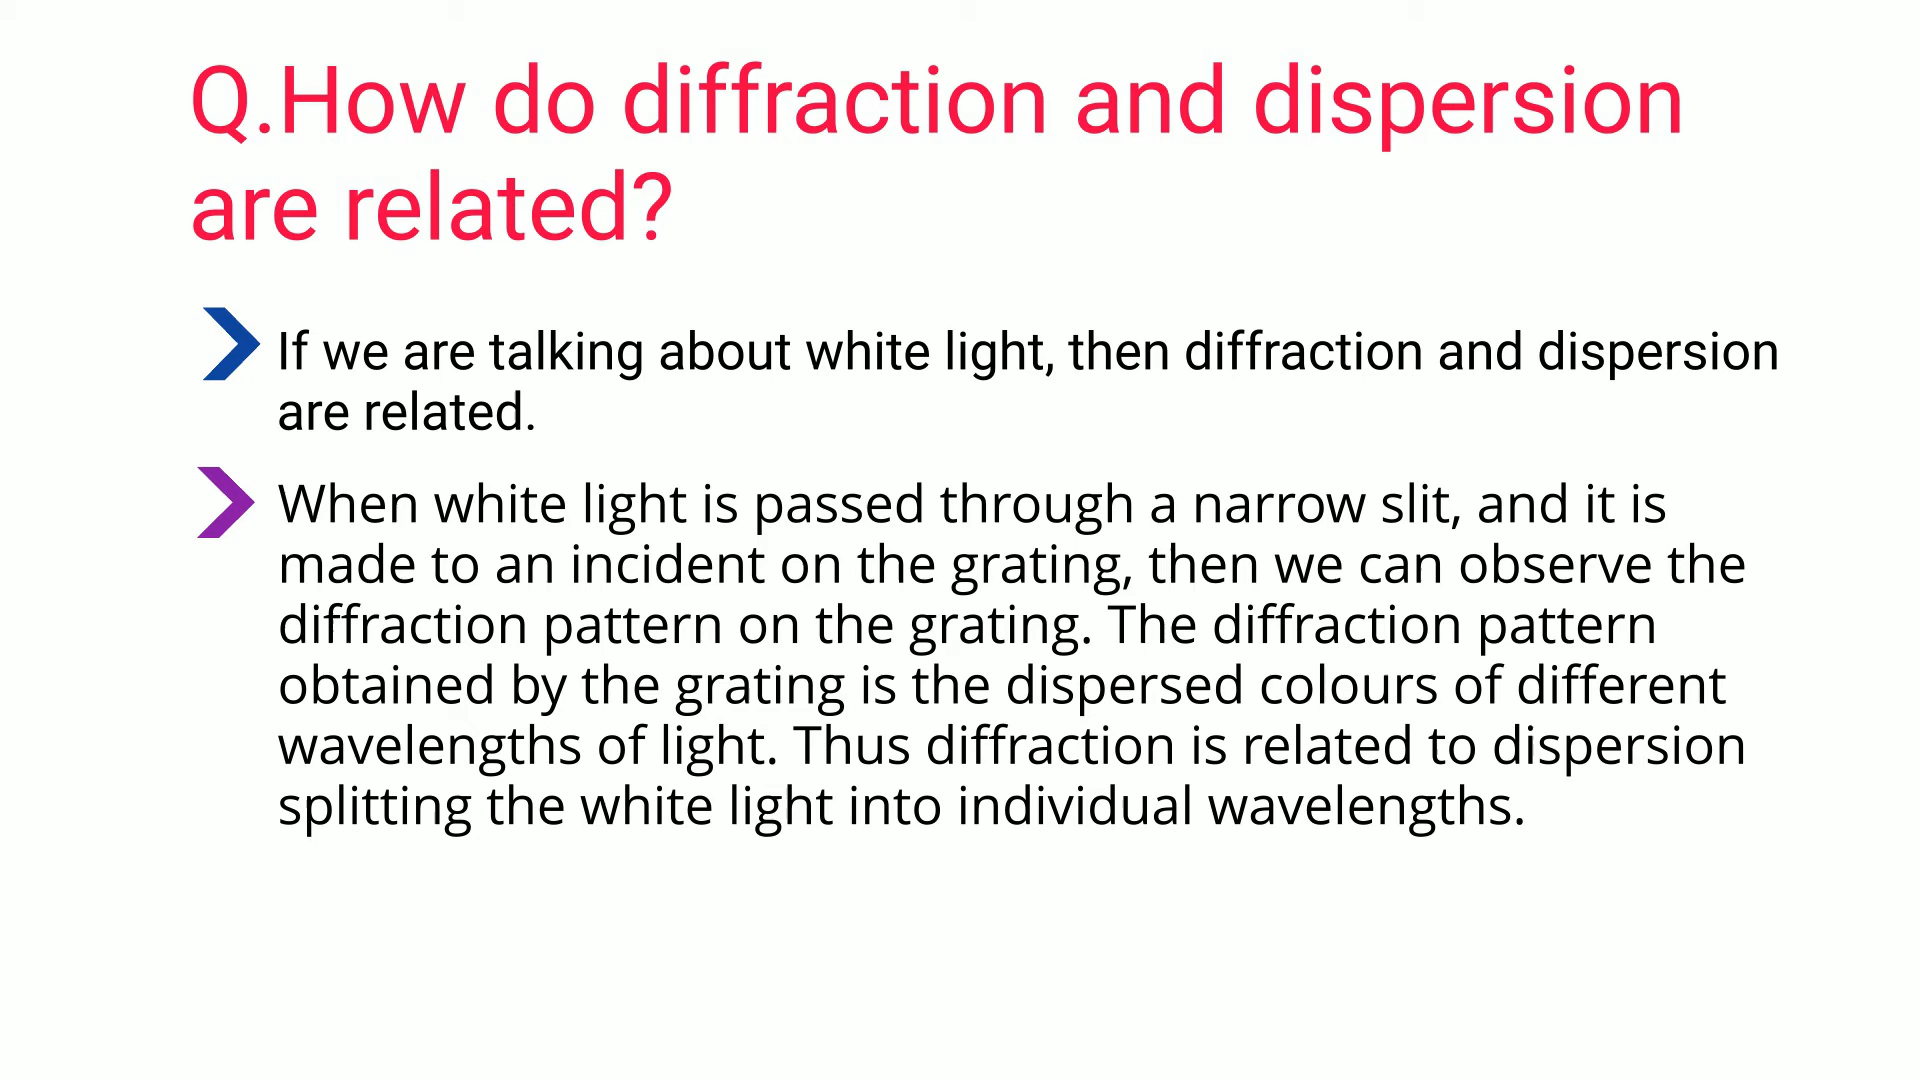 Q.How do diffraction and dispersion
are related?
If we are talking about white light, then diffraction and dispersion
are related.
When white light is passed through a narrow slit, and it is
made to an incident on the grating, then we can observe the
diffraction pattern on the grating. The diffraction pattern
obtained by the grating is the dispersed colours of different
wavelengths of light. Thus diffraction is related to dispersion
splitting the white light into individual wavelengths.